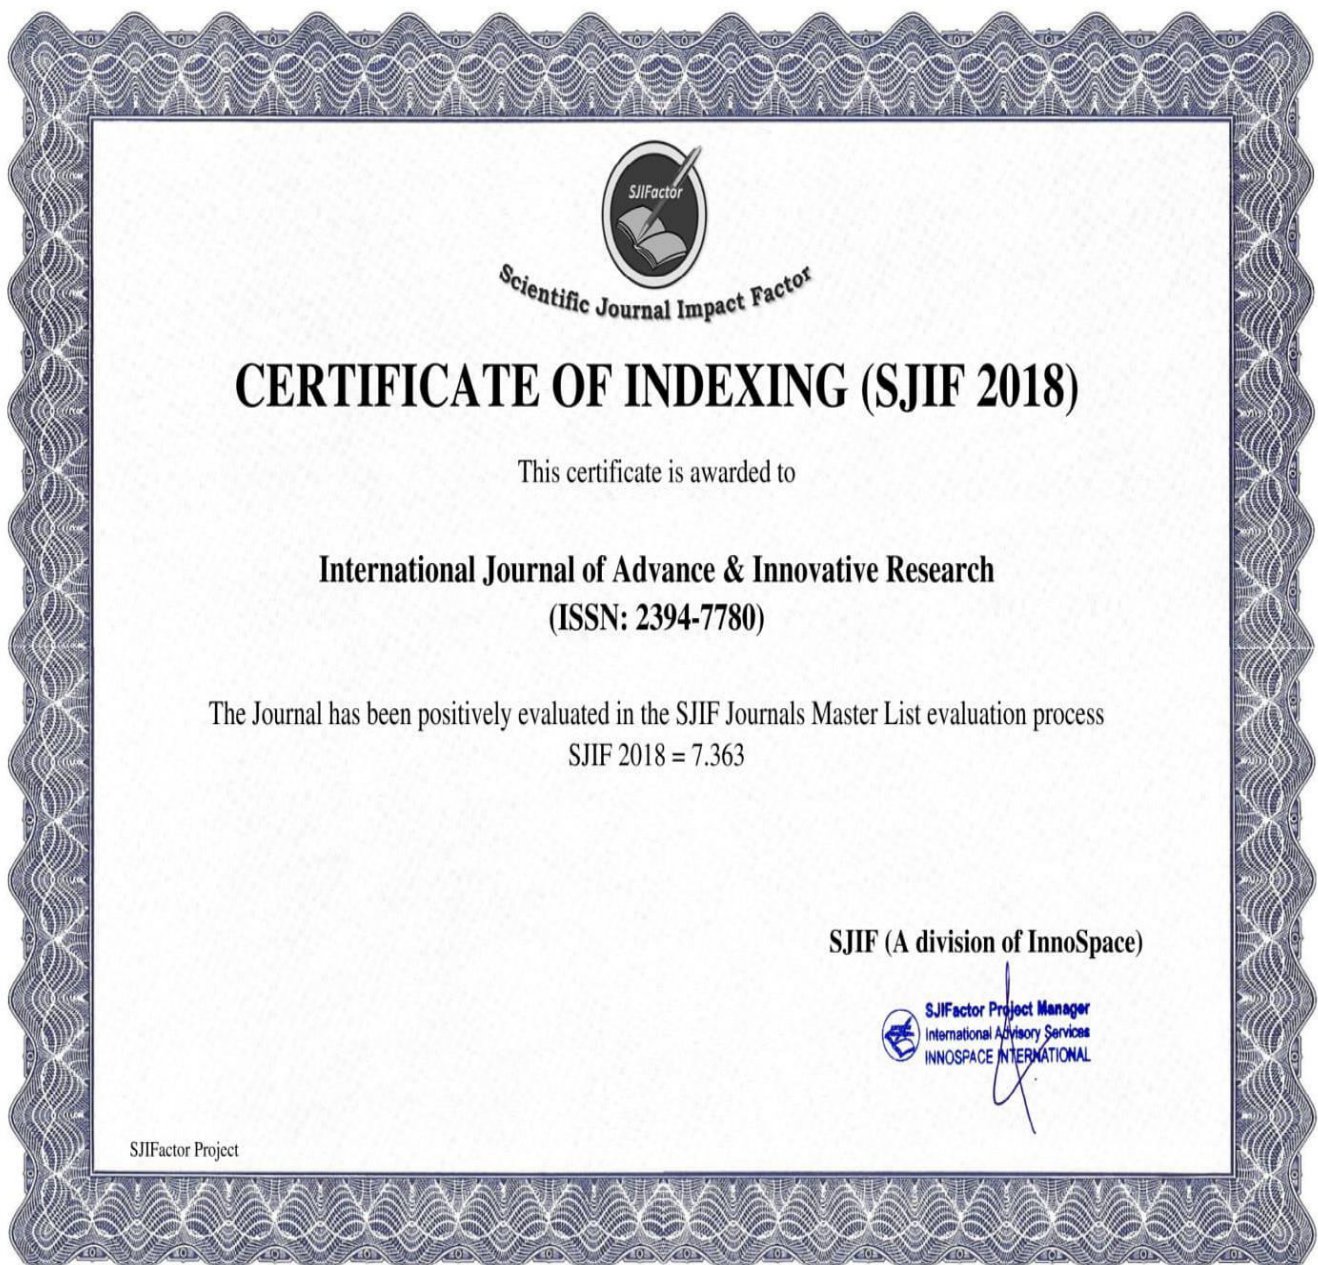 SJIFactor
Scientific Journal Impact Factor
CERTIFICATE OF INDEXING (SJIF 2018)
This certificate is awarded to
International Journal of Advance & Innovative Research
(ISSN: 2394-7780)
The Journal has been positively evaluated in the SJIF Journals Master List evaluation process
SJIF 2018 = 7.363
SJIF (A division of InnoSpace)
SJIFactor Project Manager
International Advisory Services
INNOSPACE INTERNATIONAL
SJIFactor Project